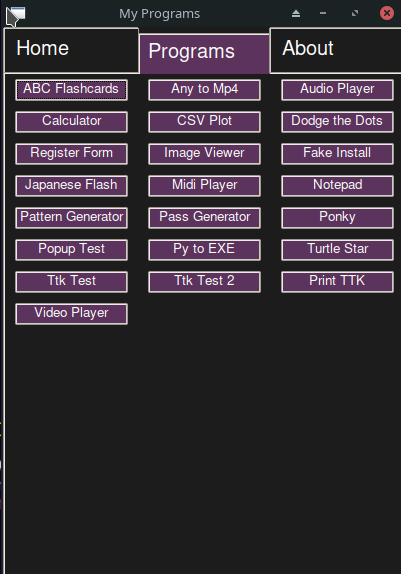 My Programs
Home Programs About
ABC Flashcards Any to Mp4 Audio Player
Calculator CSV Plot Dodge the Dots
Register Form Image Viewer Fake Install
Japanese Flash Midi Player Notepad
Pattern Generator Pass Generator Ponky
Popup Test Py to EXE Turtle Star
Ttk Test Ttk Test 2 Print TTK
Video Player